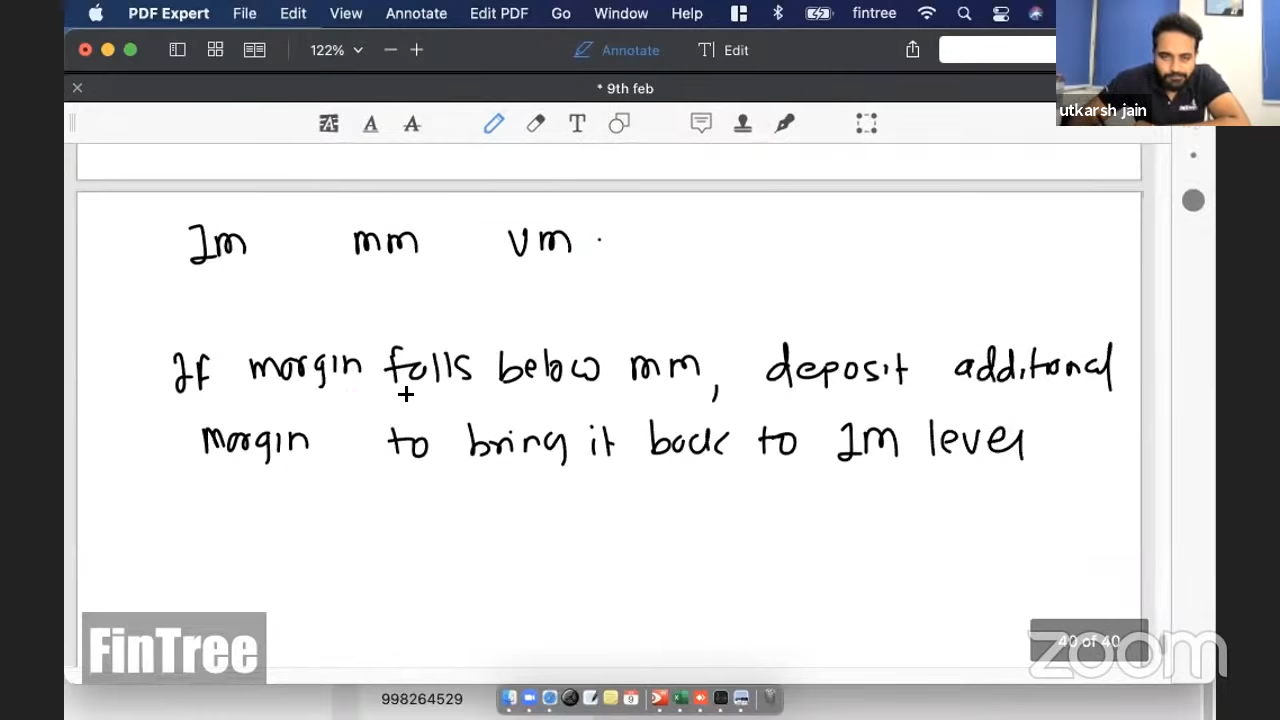 PDF Expert File Edit View Annotate Edit PDF Go Window Help fintree
122% Annotate T Edit
* 9th feb
utkarsh jain
Im mm Vm
If margin falls below mm, deposit additional
margin to bring it back to IM level
FinTree
40 of 40
zoom
998264529